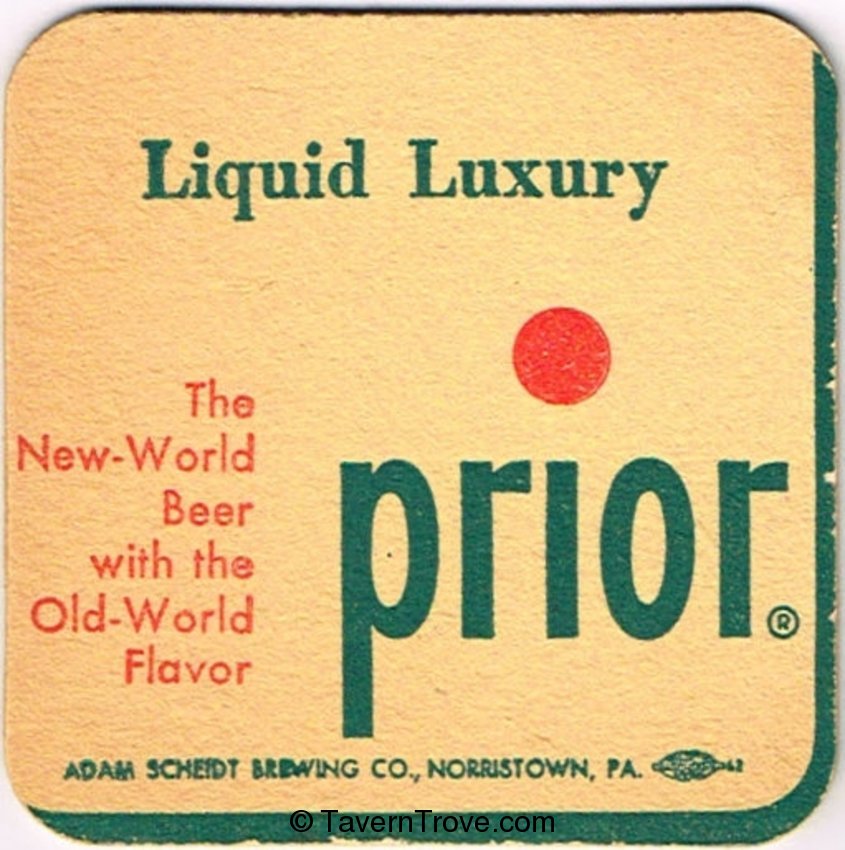 Liquid Luxury
The
New-World
Beer
with the
Old-World
Flavor
prior®
ADAM SCHEIDT BREWING CO., NORRISTOWN, PA.
© TavernTrove.com